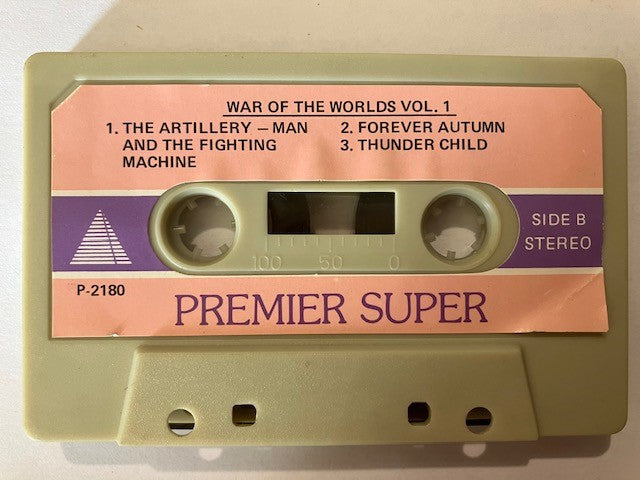 WAR OF THE WORLDS VOL. 1
1. THE ARTILLERY – MAN
AND THE FIGHTING
MACHINE
2. FOREVER AUTUMN
3. THUNDER CHILD
SIDE B
STEREO
100 50 0
P-2180
PREMIER SUPER